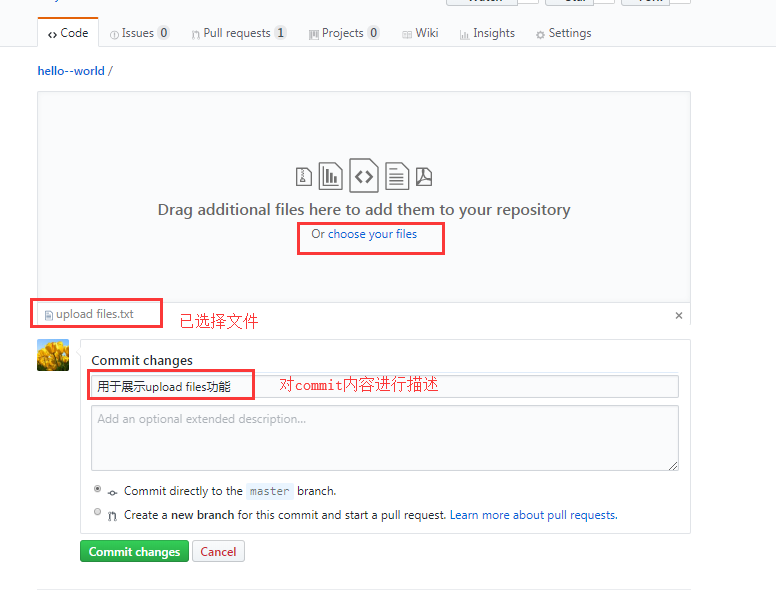 Code Issues 0 Pull requests 1 Projects 0 Wiki Insights Settings
hello--world /
Drag additional files here to add them to your repository
Or choose your files
upload files.txt
已选择文件
Commit changes
用于展示upload files功能
对commit内容进行描述
Add an optional extended description...
Commit directly to the master branch.
Create a new branch for this commit and start a pull request. Learn more about pull requests.
Commit changes Cancel